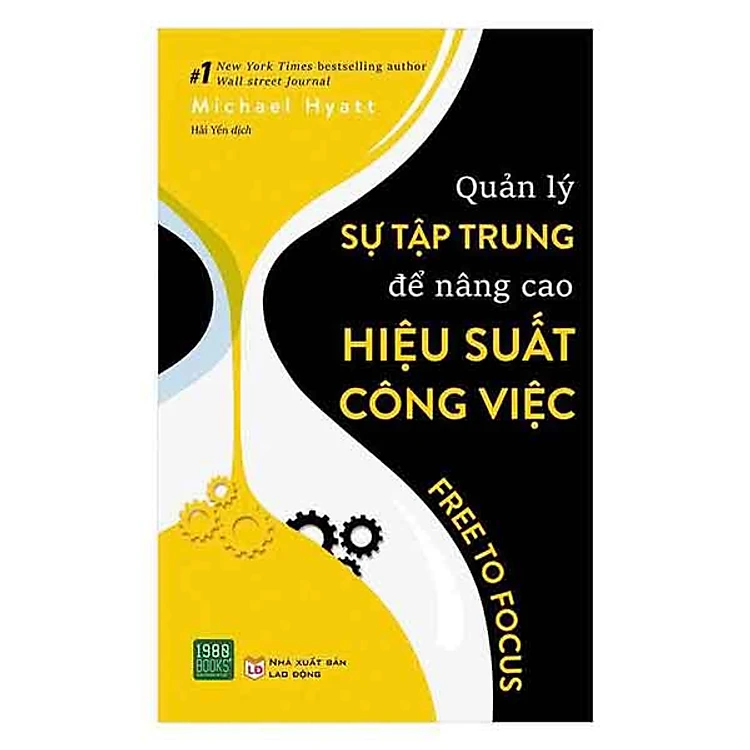 #1 New York Times bestselling author
Wall street Journal
Michael Hyatt
Hải Yến dịch
Quản lý
SỰ TẬP TRUNG
để nâng cao
HIỆU SUẤT
CÔNG VIỆC
FREE TO FOCUS
1980
BOOKS
LĐ
NHÀ XUẤT BẢN
LAO ĐỘNG